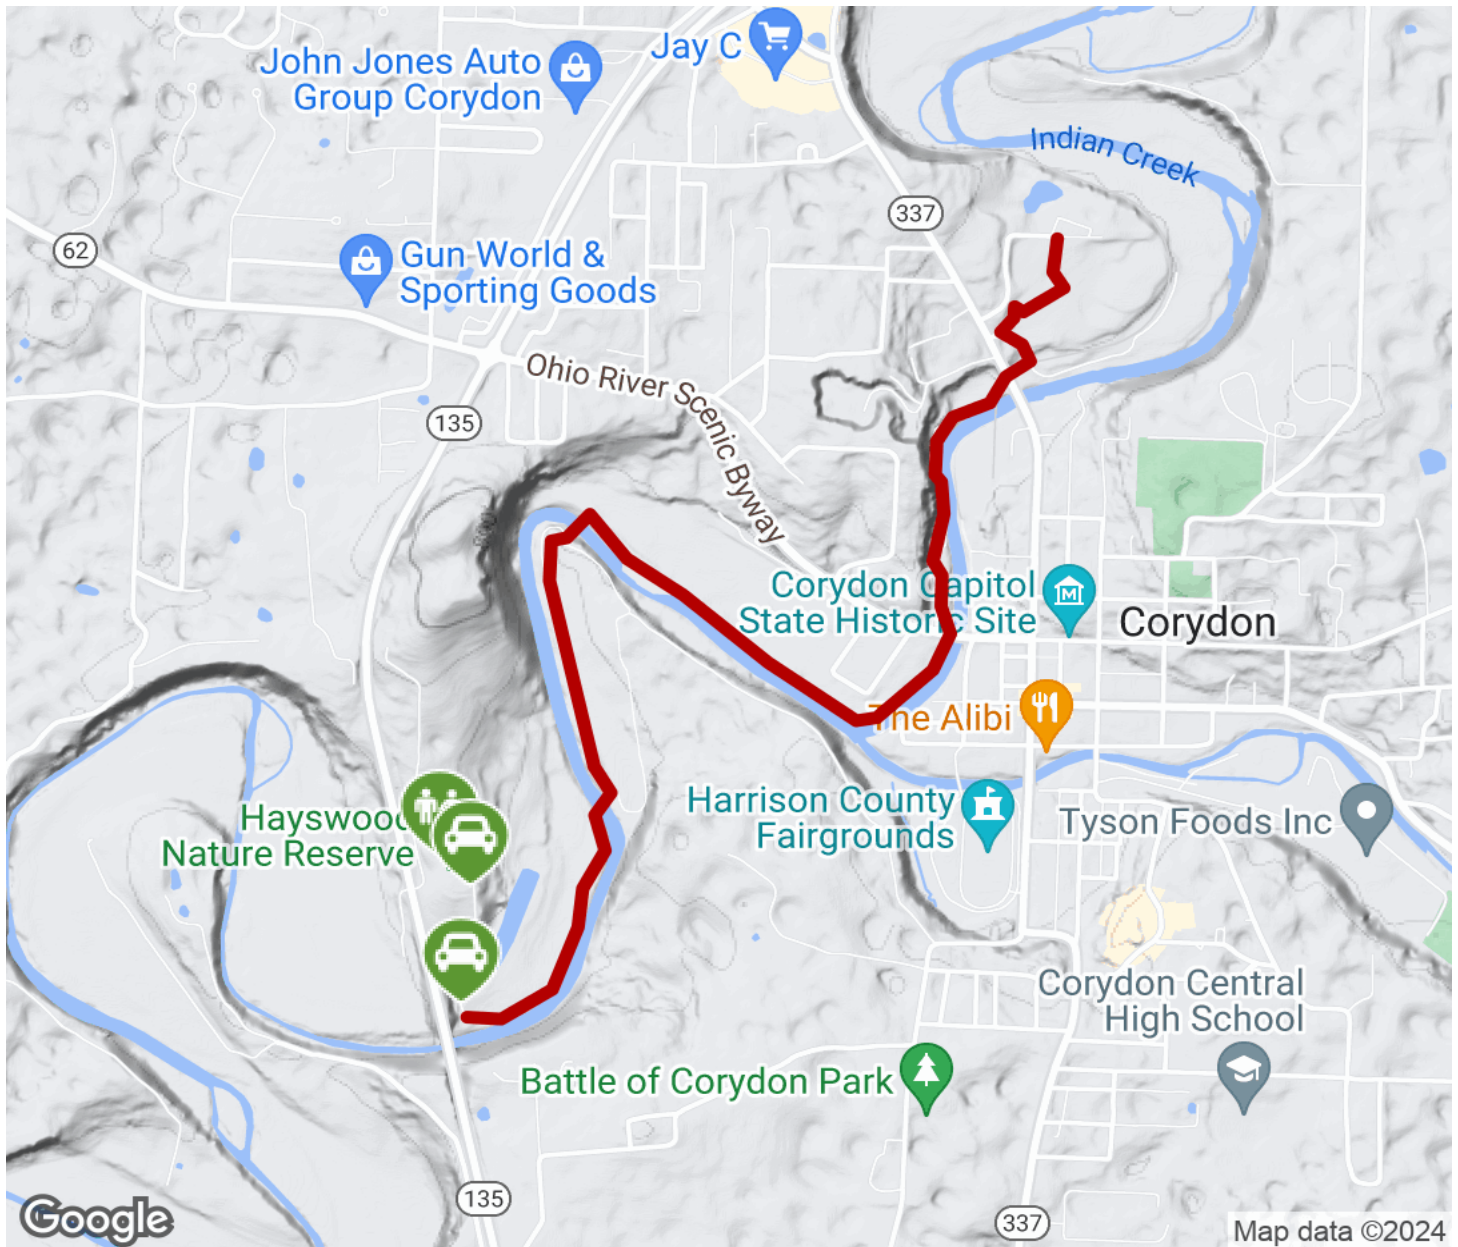 Jay C
John Jones Auto
Group Corydon
Indian Creek
337
62
Gun World &
Sporting Goods
Ohio River Scenic Byway
135
Corydon Capitol
State Historic Site
Corydon
The Alibi
Hayswood
Nature Reserve
Harrison County
Fairgrounds
Tyson Foods Inc
Corydon Central
High School
Battle of Corydon Park
135
337
Google
Map data ©2024